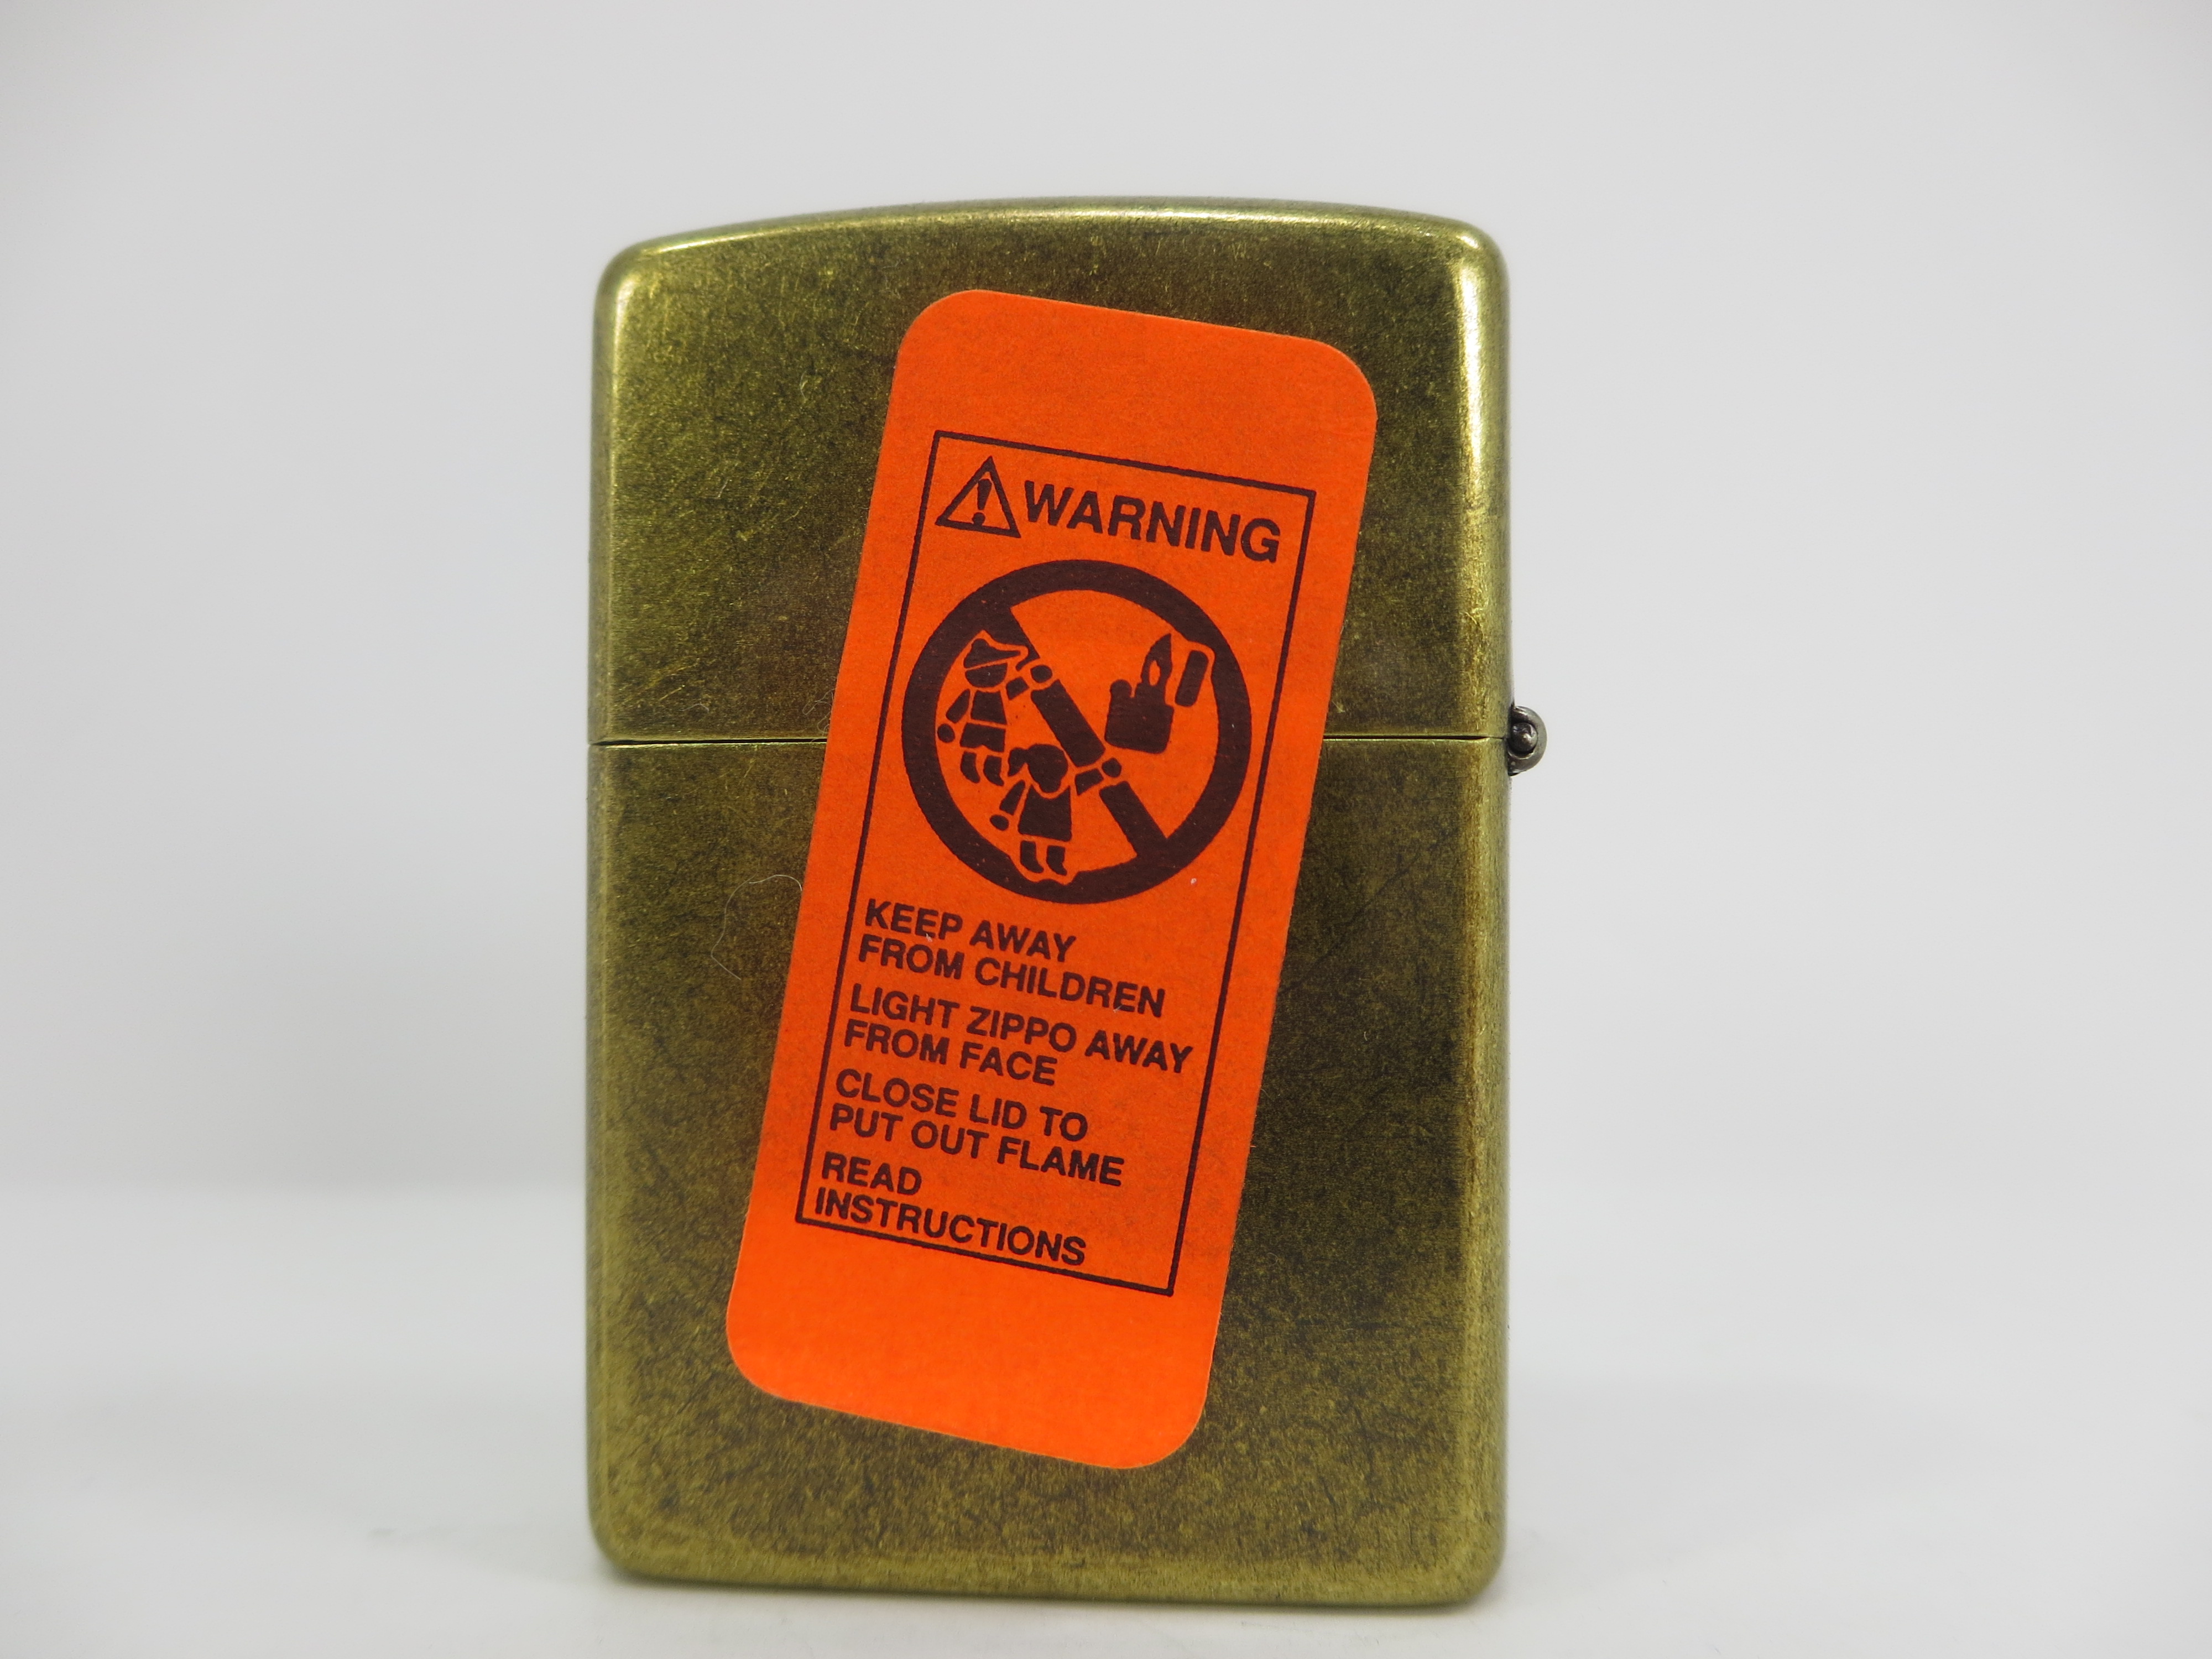 WARNING
KEEP AWAY
FROM CHILDREN
LIGHT ZIPPO AWAY
FROM FACE
CLOSE LID TO
PUT OUT FLAME
READ
INSTRUCTIONS